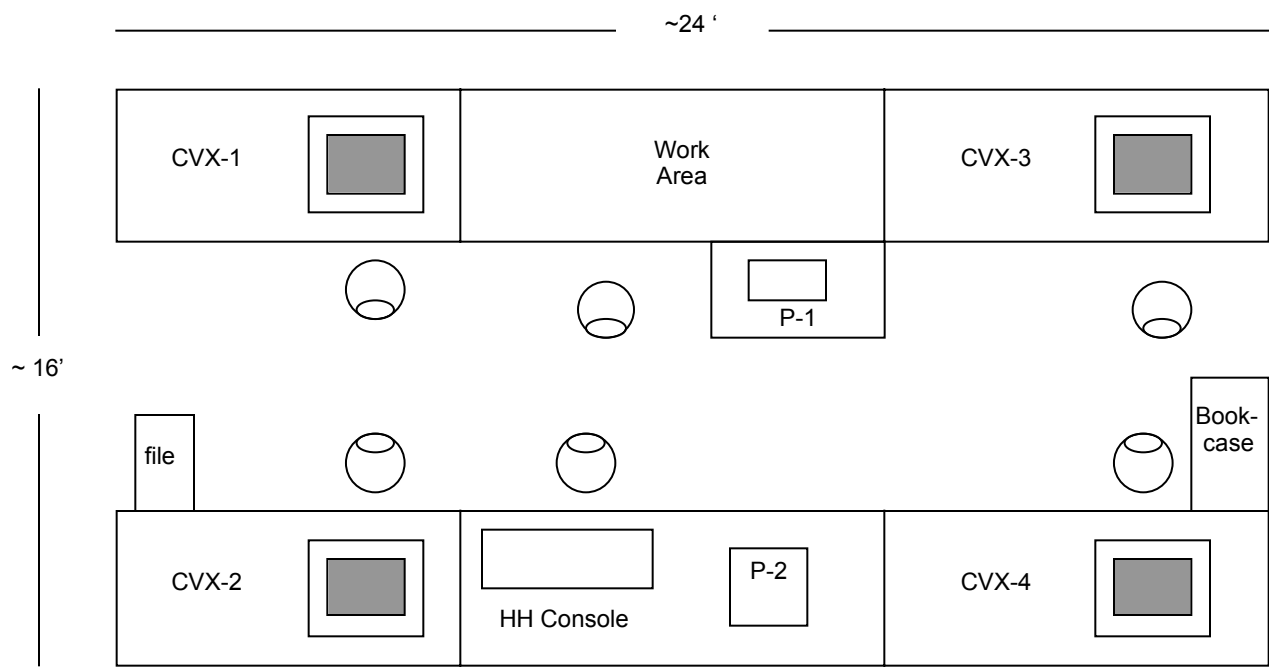 ~24 ‘
CVX-1
Work
Area
CVX-3
P-1
~ 16’
file
Book-
case
CVX-2
HH Console
P-2
CVX-4